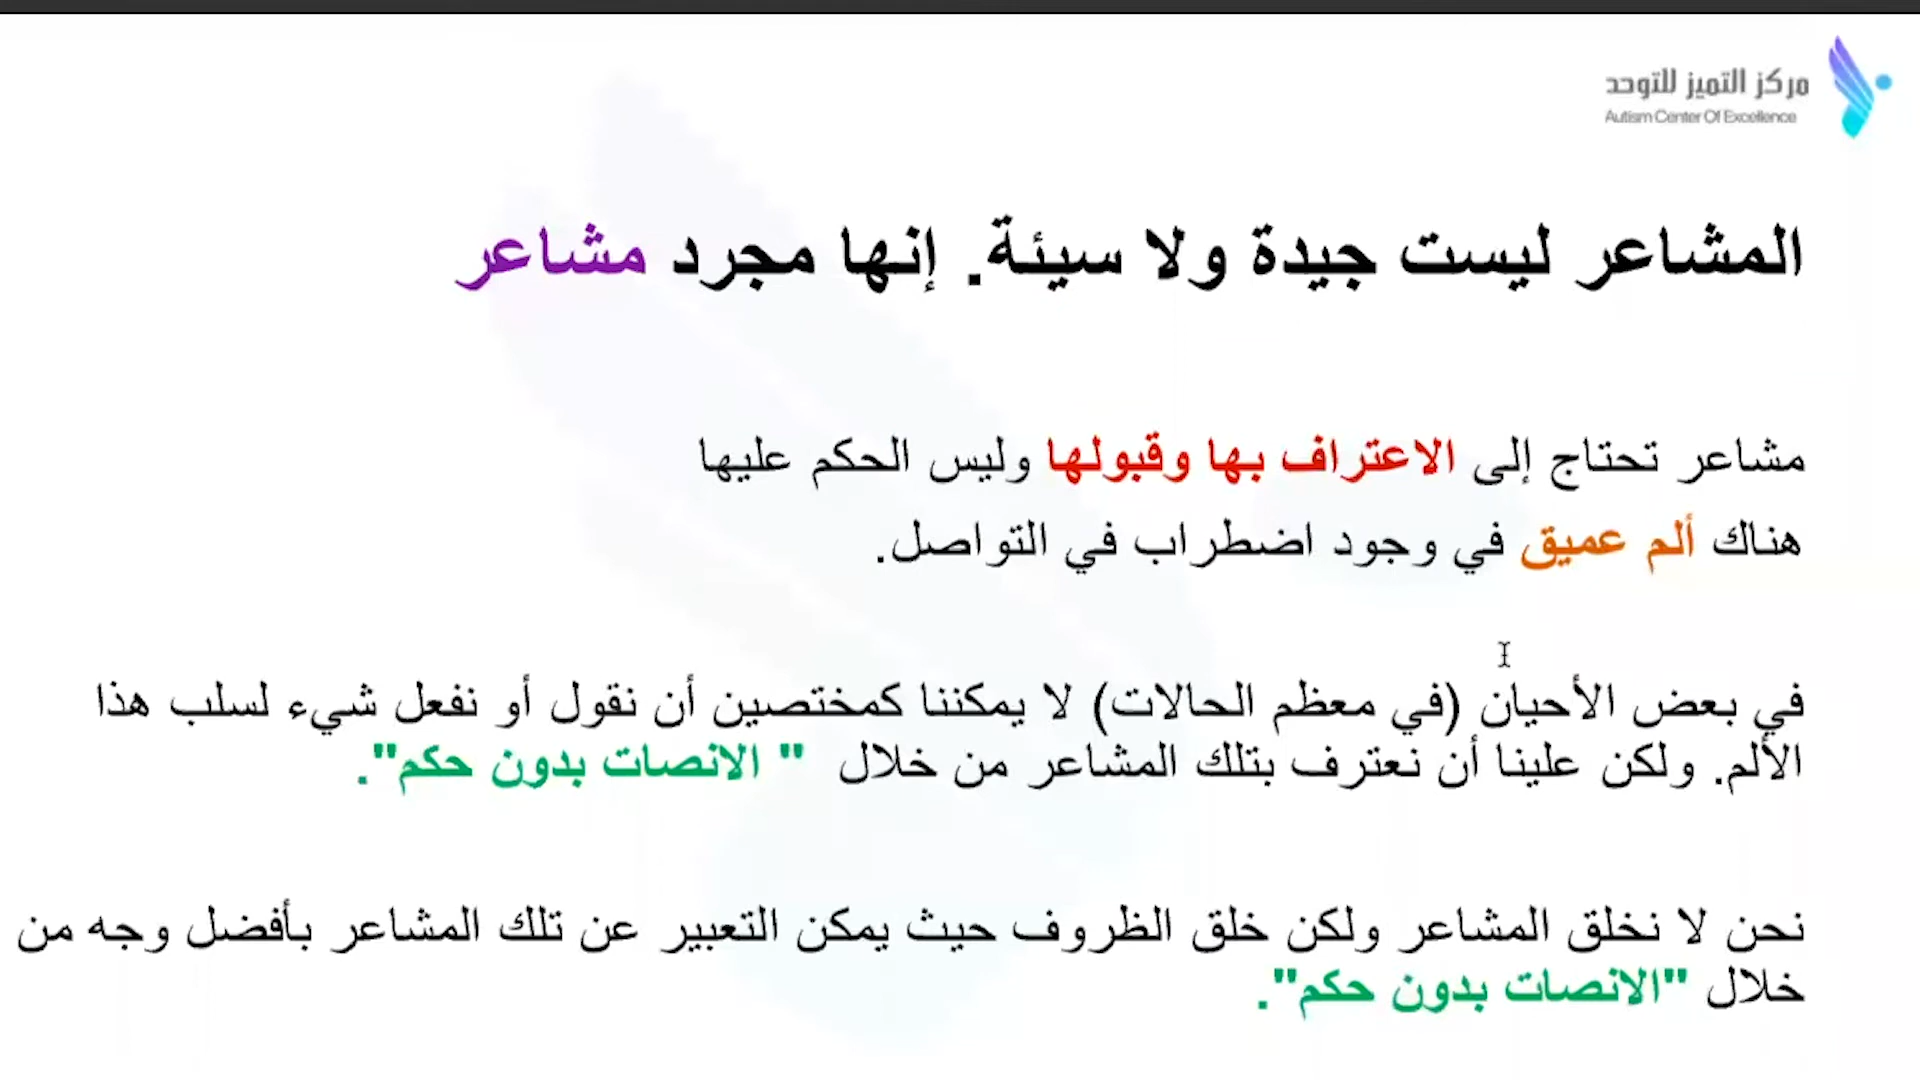 مركز التميز للتوحد
Autism Center Of Excellence
المشاعر ليست جيدة ولا سيئة. إنها مجرد مشاعر
مشاعر تحتاج إلى الاعتراف بها وقبولها وليس الحكم عليها
هناك ألم عميق في وجود اضطراب في التواصل.
في بعض الأحيان (في معظم الحالات) لا يمكننا كمختصين أن نقول أو نفعل شيء لسلب هذا
الألم. ولكن علينا أن نعترف بتلك المشاعر من خلال " الانصات بدون حكم".
نحن لا نخلق المشاعر ولكن خلق الظروف حيث يمكن التعبير عن تلك المشاعر بأفضل وجه من
خلال "الانصات بدون حكم".